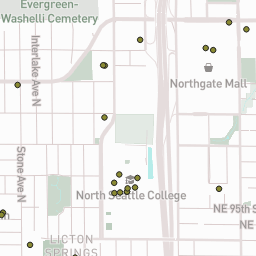 Evergreen-
Washelli Cemetery
Interlake Ave N
Northgate Mall
Stone Ave N
North Seattle College
NE 95th S
LICTON
SPRINGS